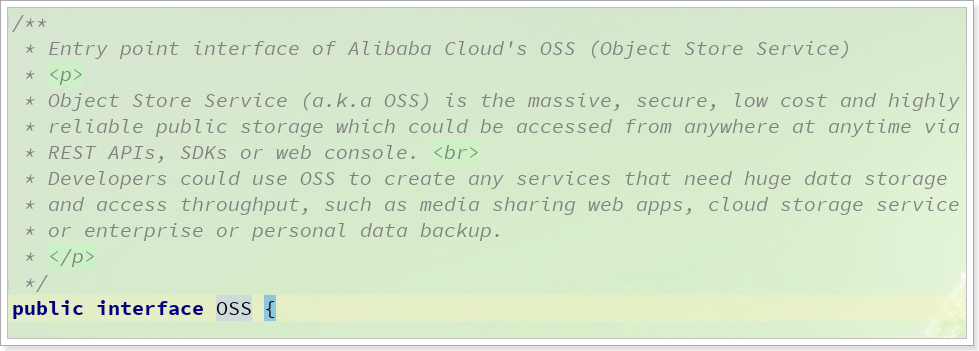 /**
 * Entry point interface of Alibaba Cloud's OSS (Object Store Service)
 * <p>
 * Object Store Service (a.k.a OSS) is the massive, secure, low cost and highly
 * reliable public storage which could be accessed from anywhere at anytime via
 * REST APIs, SDKs or web console. <br>
 * Developers could use OSS to create any services that need huge data storage
 * and access throughput, such as media sharing web apps, cloud storage service
 * or enterprise or personal data backup.
 * </p>
 */
public interface OSS {